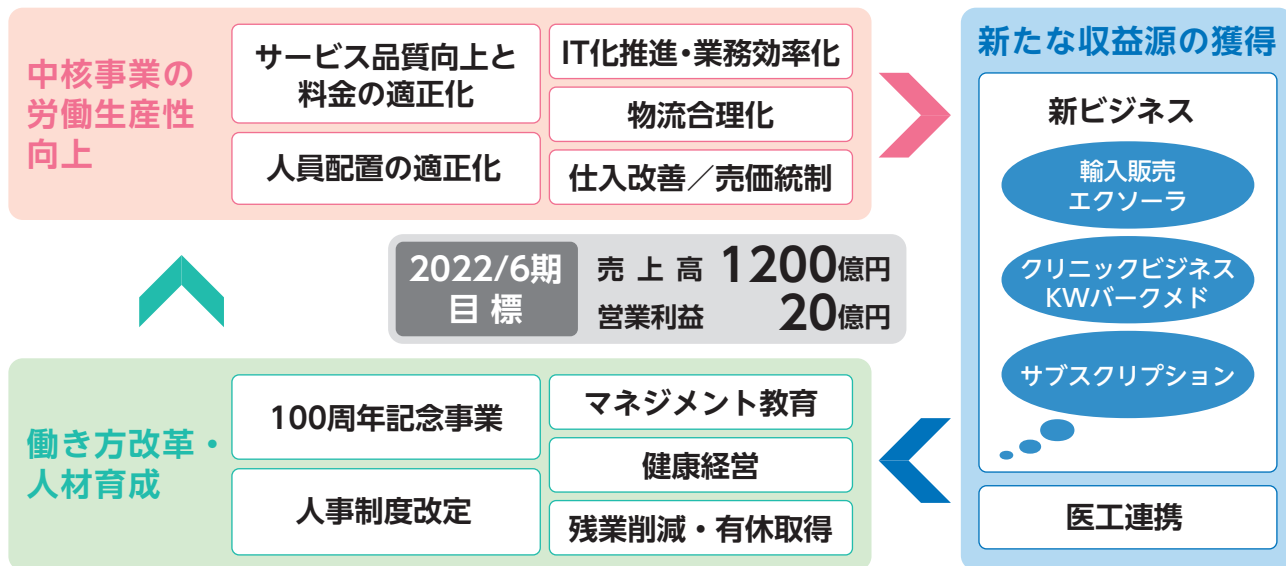 中核事業の
労働生産性
向上
サービス品質向上と
料金の適正化
人員配置の適正化
IT化推進・業務効率化
物流合理化
仕入改善／売価統制
新たな収益源の獲得
新ビジネス
輸入販売
エクソーラ
クリニックビジネス
KWバークメド
サブスクリプション
医工連携
2022/6期
目標
売上高 1200億円
営業利益 20億円
働き方改革・
人材育成
100周年記念事業
人事制度改定
マネジメント教育
健康経営
残業削減・有休取得